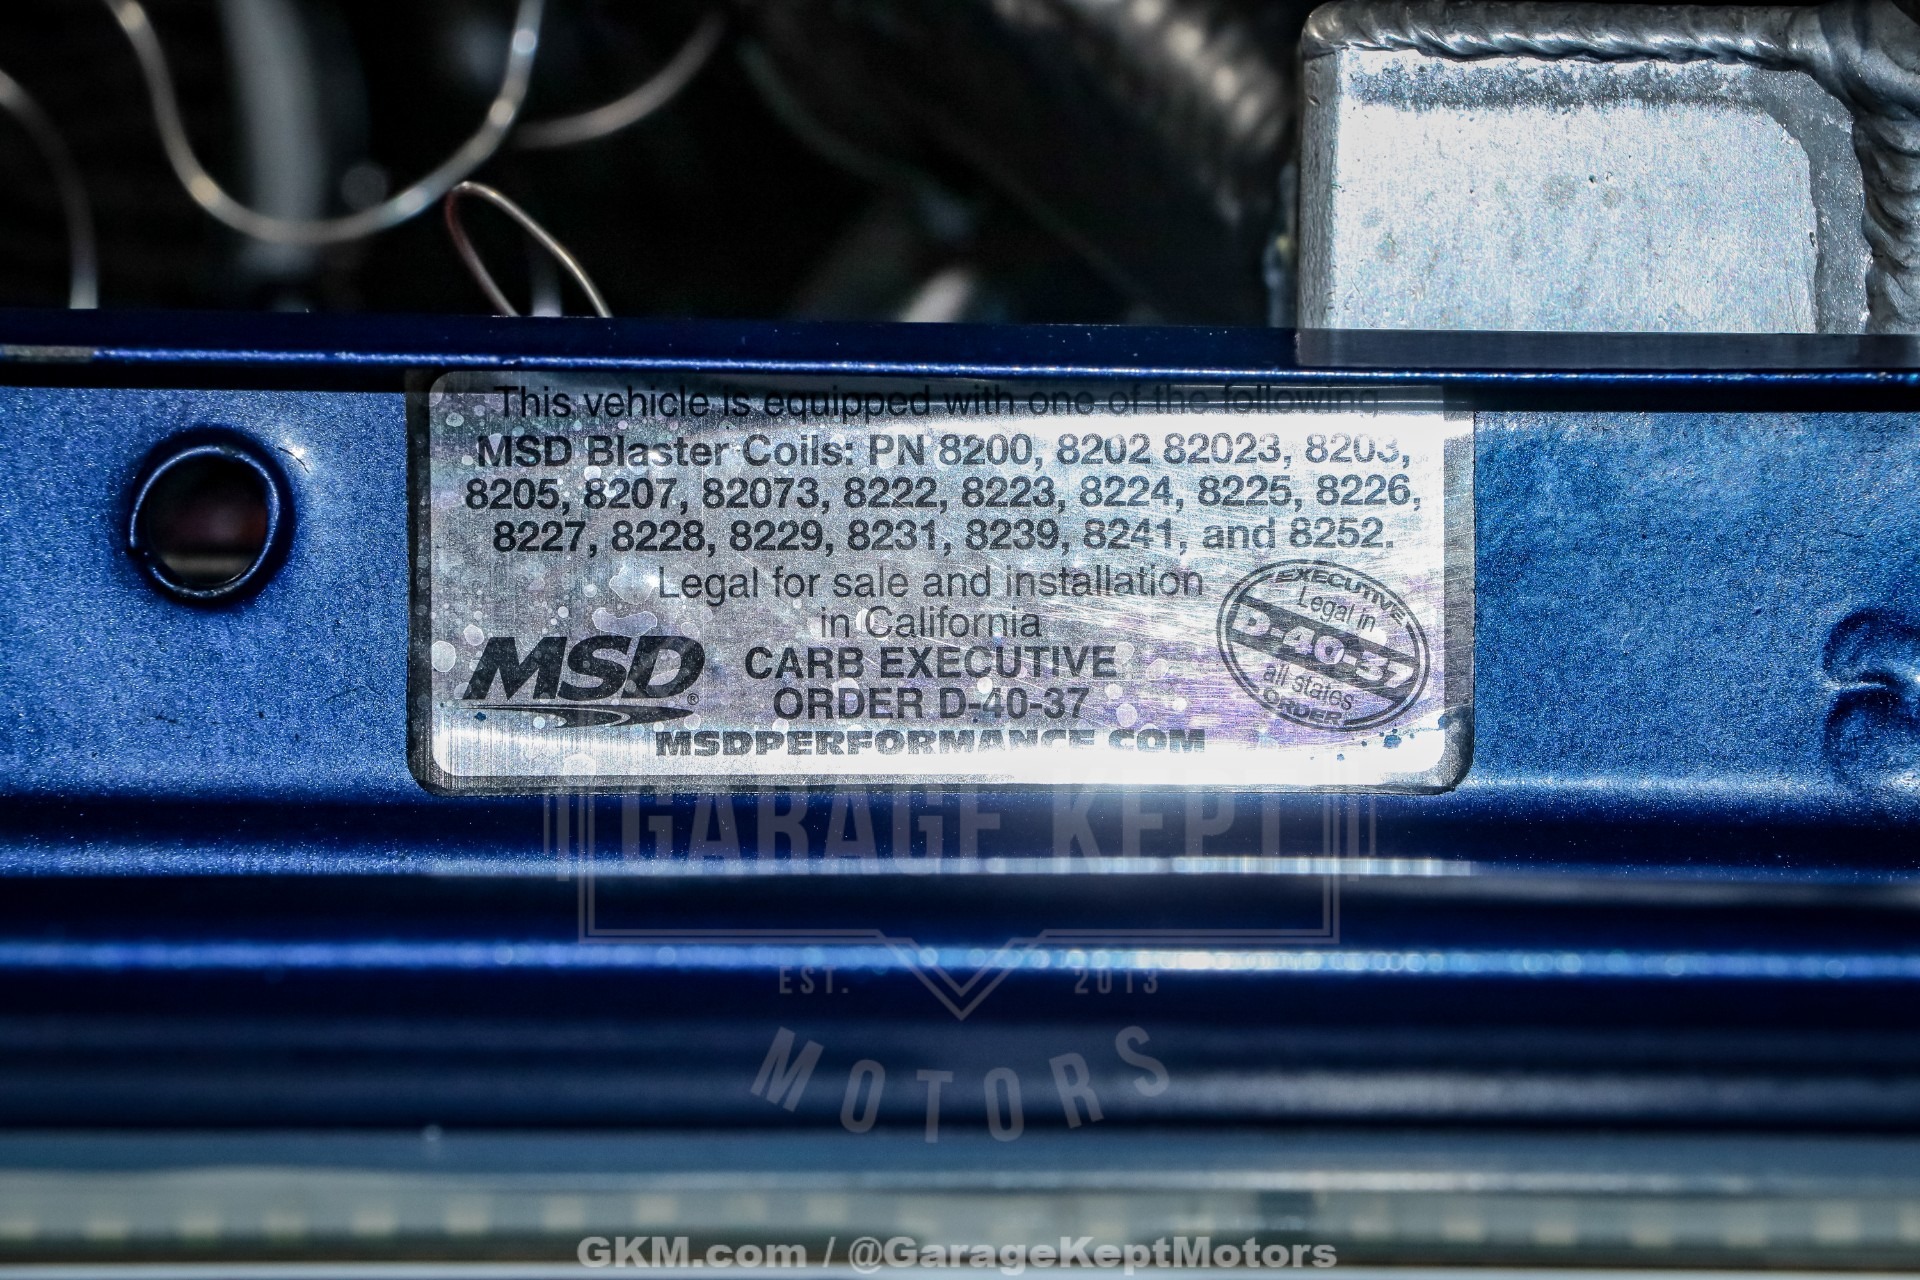 This vehicle is equipped with one of the following
MSD Blaster Coils: PN 8200, 8202 82023, 8203,
8205, 8207, 82073, 8222, 8223, 8224, 8225, 8226,
8227, 8228, 8229, 8231, 8239, 8241, and 8252.
Legal for sale and installation
in California
MSD®
CARB EXECUTIVE
ORDER D-40-37
MSDPERFORMANCE.COM
EXECUTIVE
Legal in
D-40-37
all states
ORDER
GARAGE KEPT
EST. 2013
MOTORS
GKM.com / @GarageKeptMotors